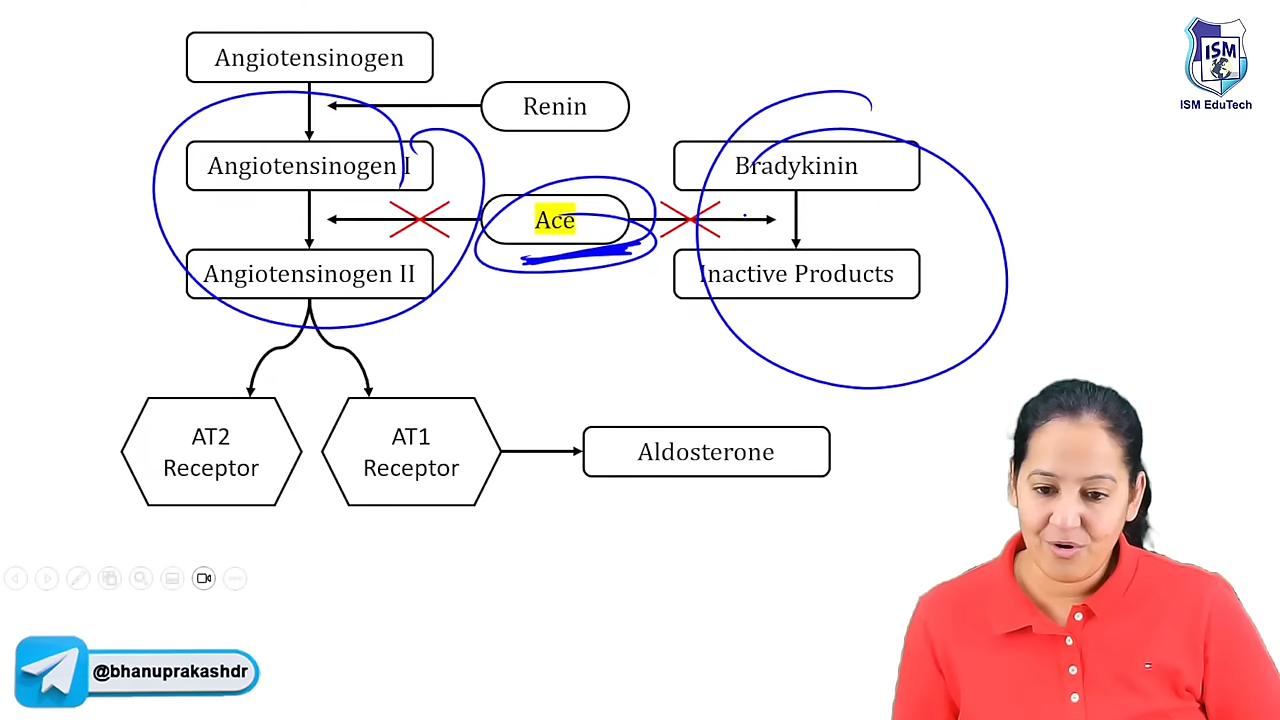 Angiotensinogen
Renin
Angiotensinogen I
Bradykinin
Ace
Angiotensinogen II
Inactive Products
AT2
Receptor
AT1
Receptor
Aldosterone
ISM
ISM EduTech
@bhanuprakashdr